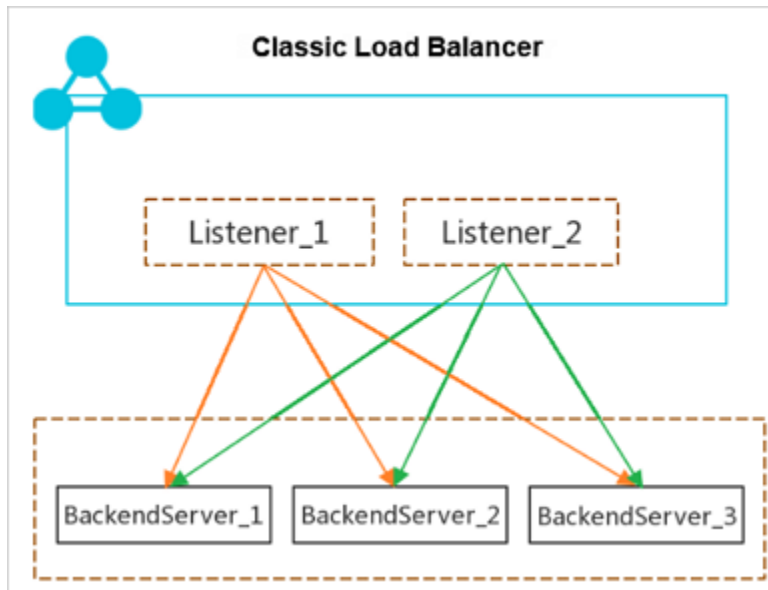 Classic Load Balancer
Listener_1 Listener_2
BackendServer_1 BackendServer_2 BackendServer_3